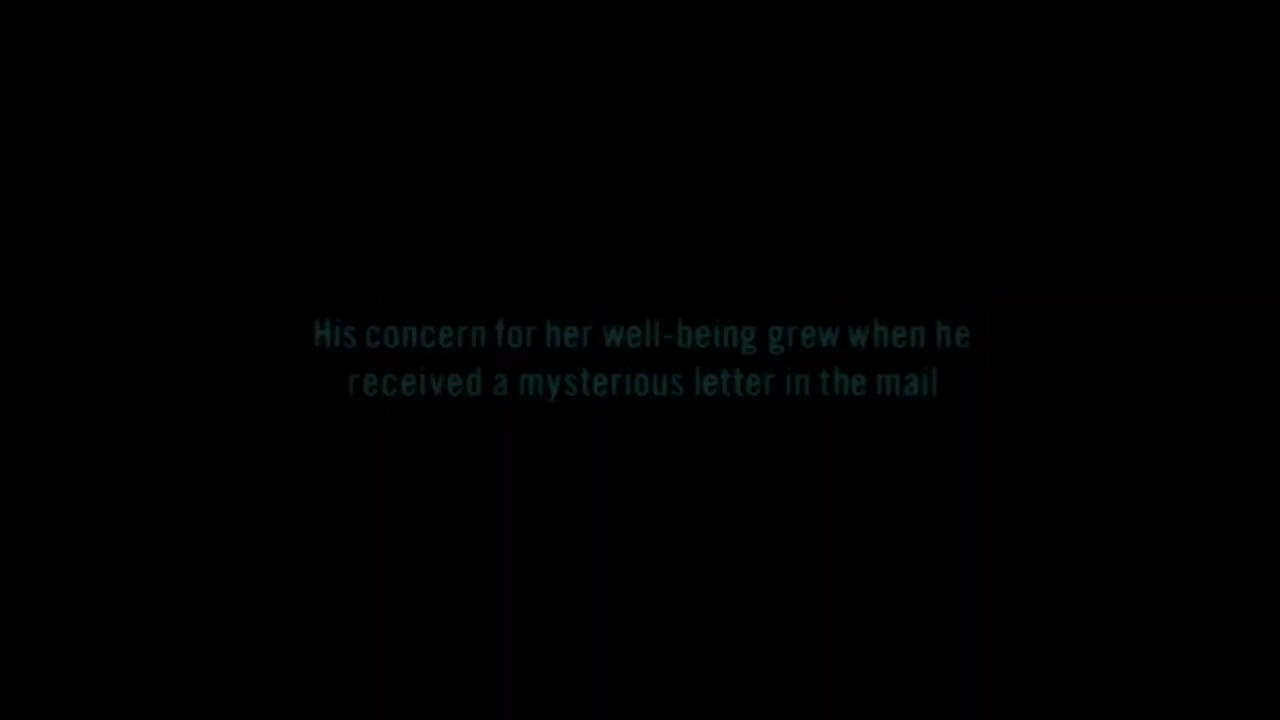 His concern for her well-being grew when he
received a mysterious letter in the mail